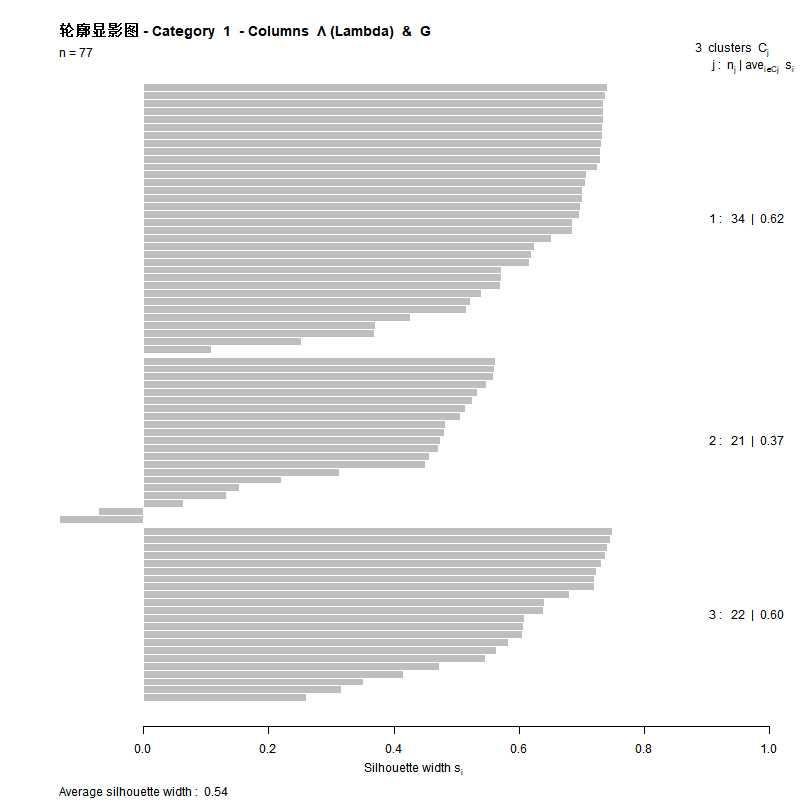 轮廓显影图 - Category 1 - Columns Λ (Lambda) & G
n = 77
3 clusters Cj
j : nj | avei∈Cj si
1 : 34 | 0.62
2 : 21 | 0.37
3 : 22 | 0.60
0.0 0.2 0.4 0.6 0.8 1.0
Silhouette width si
Average silhouette width : 0.54